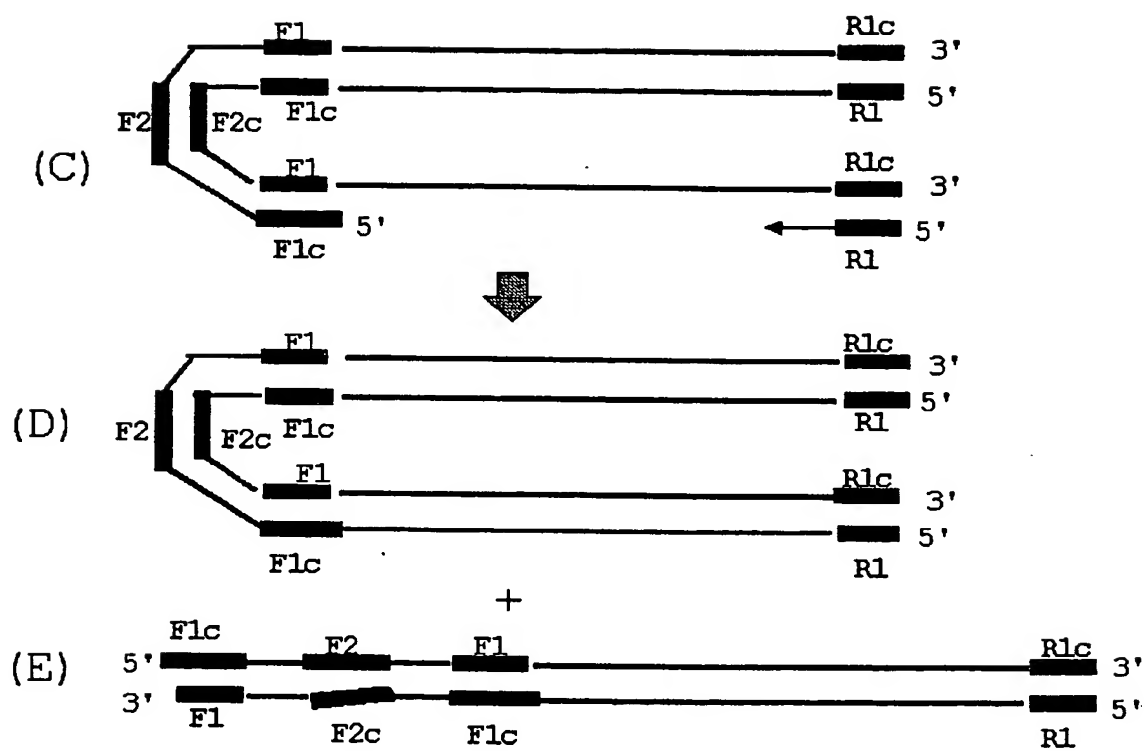 F1 R1c
3'
5'
F2 F2c F1c R1
(C)
F1 R1c
3'
5' 5'
F1c R1
F1 R1c
3'
5'
(D) F2 F2c F1c R1
F1 R1c
3'
5'
F1c R1
+
F1c F2 F1 R1c
(E) 5' 3'
3' 5'
F1 F2c F1c R1